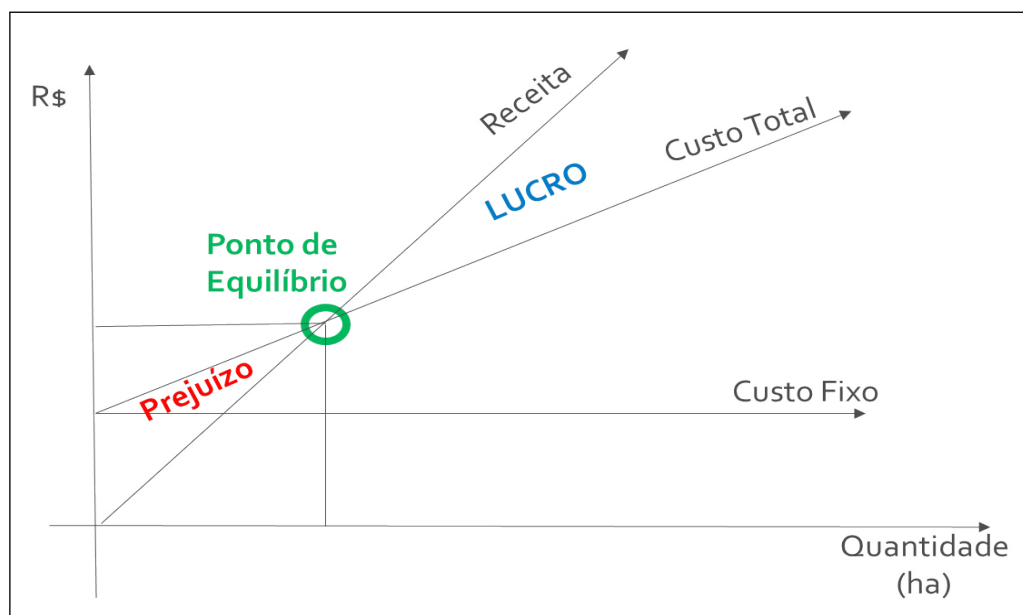 R$
Receita
Custo Total
LUCRO
Ponto de
Equilíbrio
Prejuízo
Custo Fixo
Quantidade
(ha)